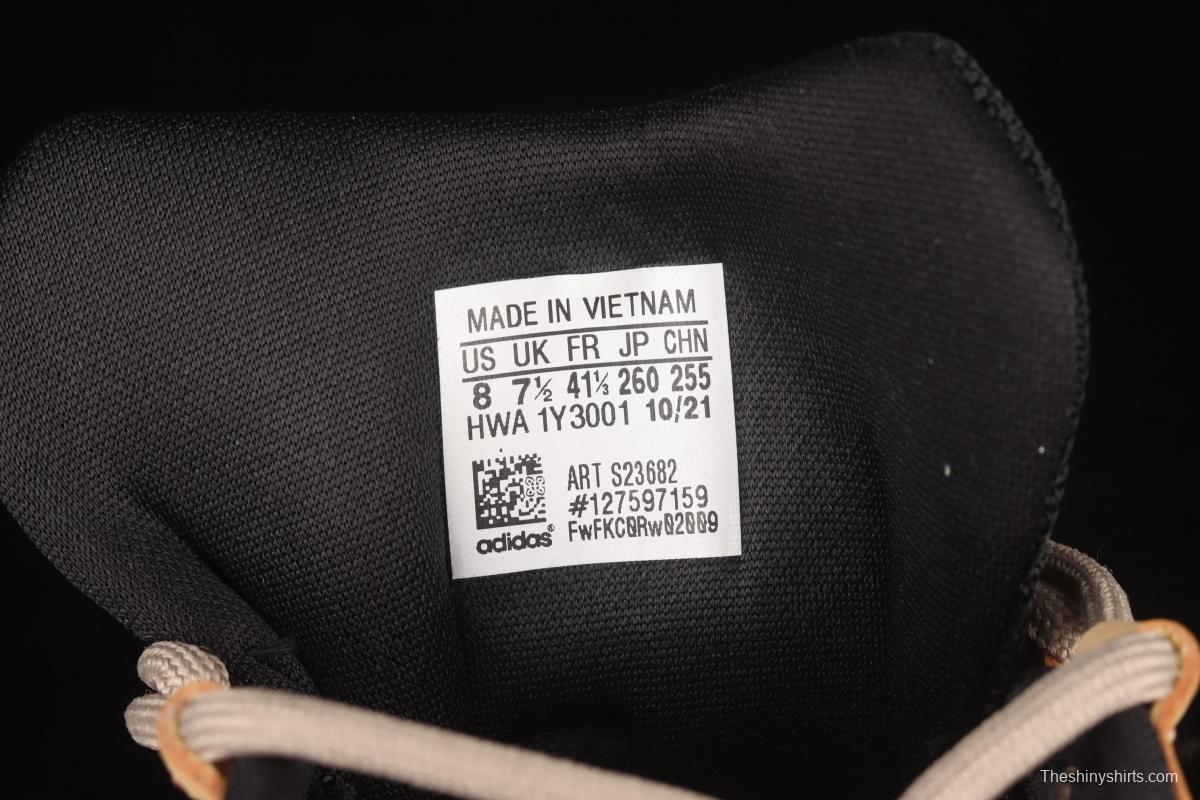 MADE IN VIETNAM
US UK FR JP CHN
8 7½ 41⅓ 260 255
HWA 1Y3001 10/21
ART S23682
#127597159
FwFKC0Rw02009
adidas®
Theshinyshirts.com